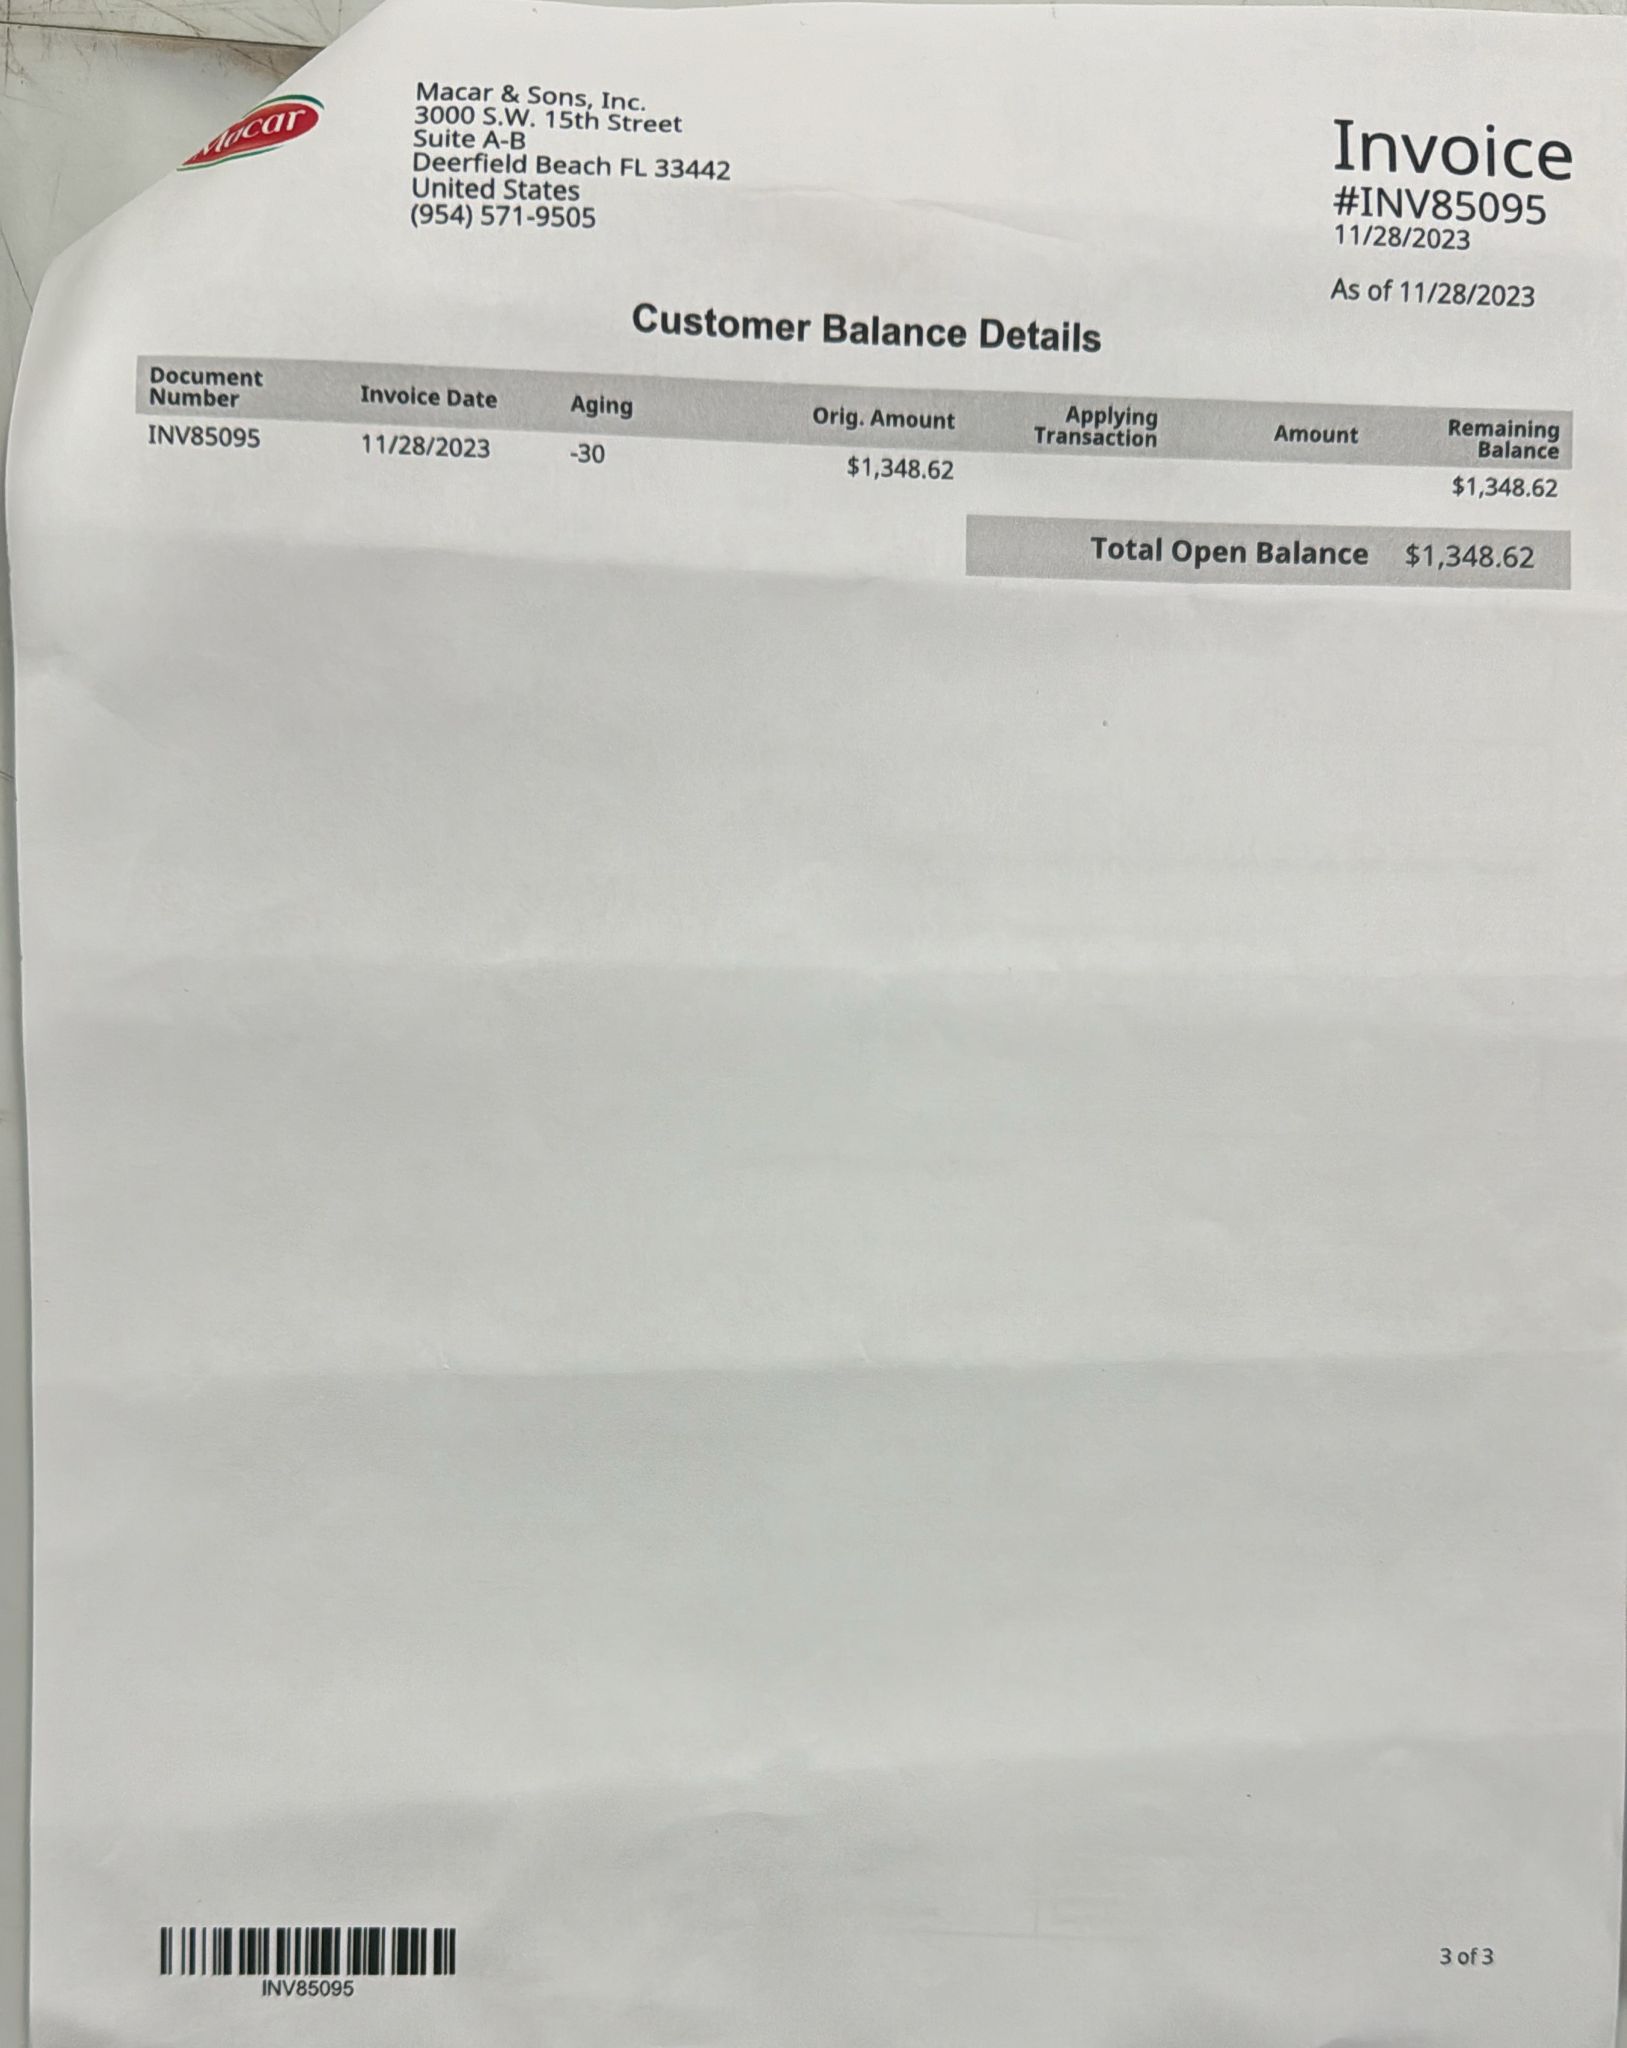 Macar
Macar & Sons, Inc.
3000 S.W. 15th Street
Suite A-B
Deerfield Beach FL 33442
United States
(954) 571-9505
Invoice
#INV85095
11/28/2023
As of 11/28/2023
Customer Balance Details
Document Number Invoice Date Aging Orig. Amount Applying Transaction Amount Remaining Balance
INV85095 11/28/2023 -30 $1,348.62 $1,348.62
Total Open Balance $1,348.62
INV85095
3 of 3